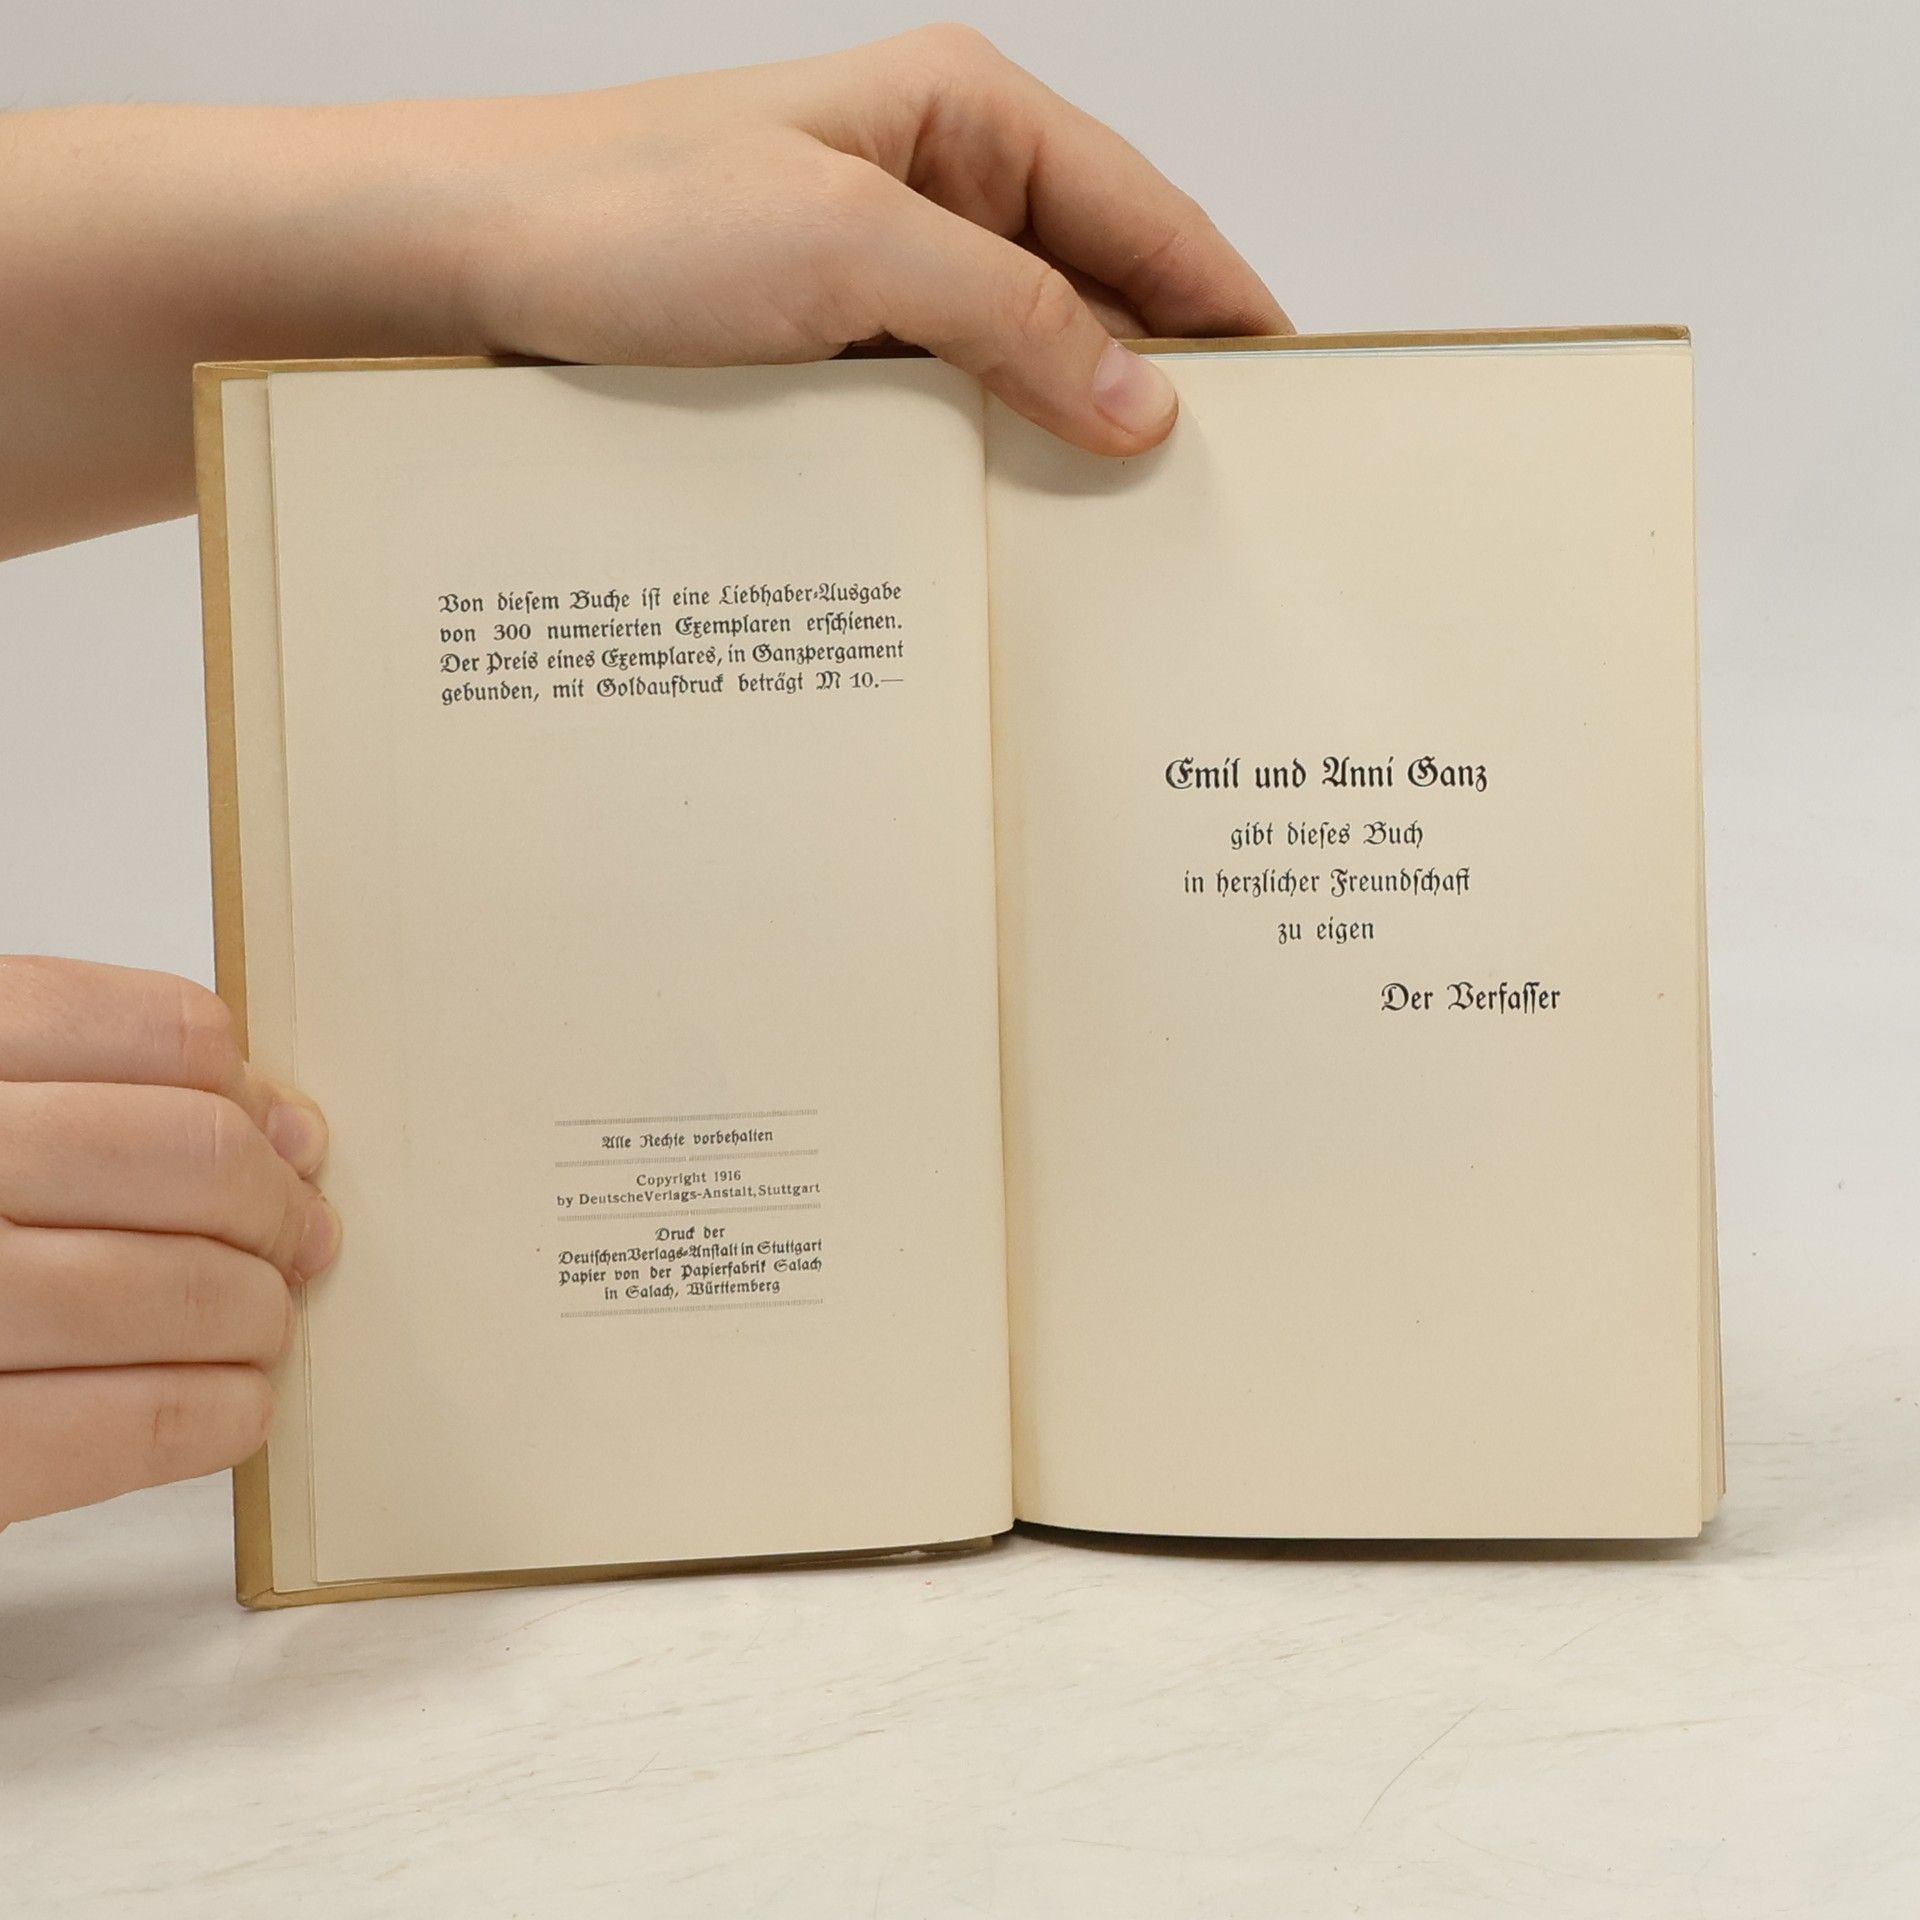 Von dieſem Buche iſt eine Liebhaber-Ausgabe
von 300 numerierten Exemplaren erſchienen.
Der Preis eines Exemplares, in Ganzpergament
gebunden, mit Goldaufdruck beträgt M 10.—
Alle Rechte vorbehalten
Copyright 1916
by Deutsche Verlags-Anstalt, Stuttgart
Druck der
Deutſchen Verlags-Anſtalt in Stuttgart
Papier von der Papierfabrik Salach
in Salach, Württemberg
Emil und Anni Ganz
gibt dieſes Buch
in herzlicher Freundſchaft
zu eigen
Der Verfaſſer